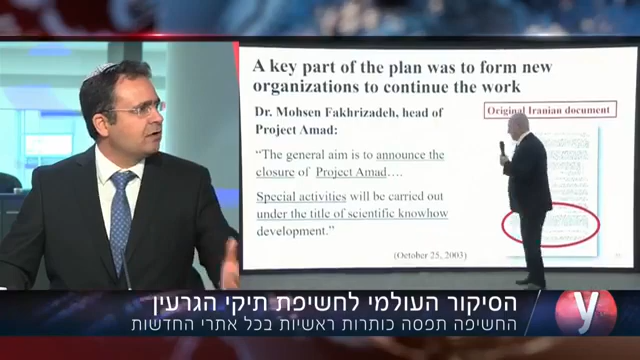 A key part of the plan was to form new
organizations to continue the work
Dr. Mohsen Fakhrizadeh, head of
Project Amad:
Original Iranian document
“The general aim is to announce the
closure of Project Amad….
Special activities will be carried out
under the title of scientific knowhow
development.”
(October 25, 2003)
הסיקור העולמי לחשיפת תיקי הגרעין
החשיפה תפסה כותרות ראשיות בכל אתרי החדשות
y